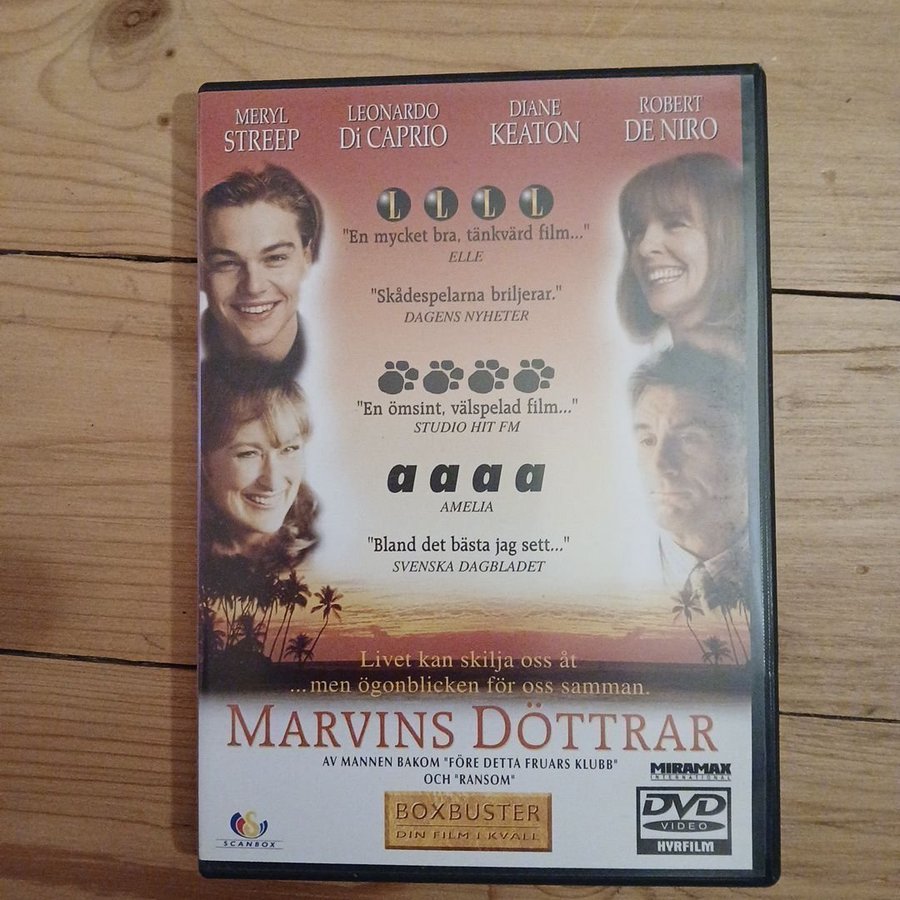 MERYL STREEP
LEONARDO Di CAPRIO
DIANE KEATON
ROBERT DE NIRO
L L L L
"En mycket bra, tänkvärd film..."
ELLE
"Skådespelarna briljerar."
DAGENS NYHETER
"En ömsint, välspelad film..."
STUDIO HIT FM
a a a a
AMELIA
"Bland det bästa jag sett..."
SVENSKA DAGBLADET
Livet kan skilja oss åt
...men ögonblicken för oss samman.
MARVINS DÖTTRAR
AV MANNEN BAKOM "FÖRE DETTA FRUARS KLUBB"
OCH "RANSOM"
MIRAMAX
INTERNATIONAL
BOXBUSTER
DIN FILM I KVÄLL
DVD
VIDEO
HYRFILM
S
SCANBOX